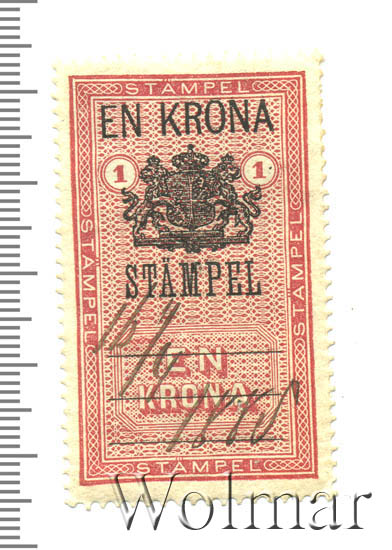 STÄMPEL
EN KRONA
1 1
STÄMPEL
STÄMPEL
STÄMPEL
EN
KRONA
STÄMPEL
Wolmar